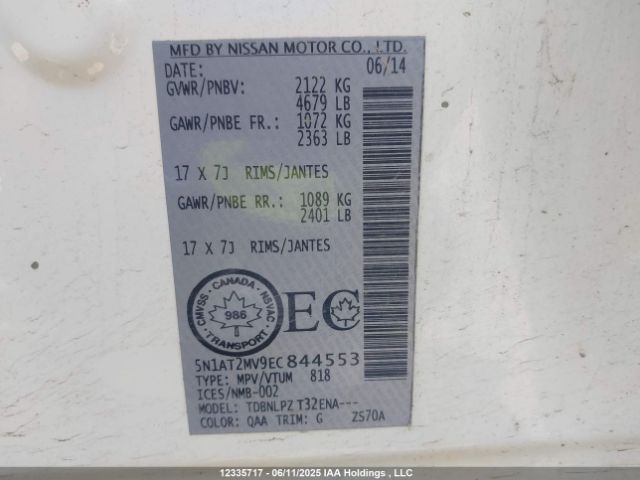 MFD BY NISSAN MOTOR CO., LTD.
DATE: 06/14
GVWR/PNBV: 2122 KG
4679 LB
GAWR/PNBE FR.: 1072 KG
2363 LB
17 X 7J RIMS/JANTES
GAWR/PNBE RR.: 1089 KG
2401 LB
17 X 7J RIMS/JANTES
CMVSS · CANADA · NSVAC
986
TRANSPORT
EC
5N1AT2MV9EC844553
TYPE: MPV/VTUM 818
ICES/NMB-002
MODEL: TDBNLPZ T32ENA---
COLOR: QAA TRIM: G ZS70A
12335717 - 06/11/2025 IAA Holdings , LLC